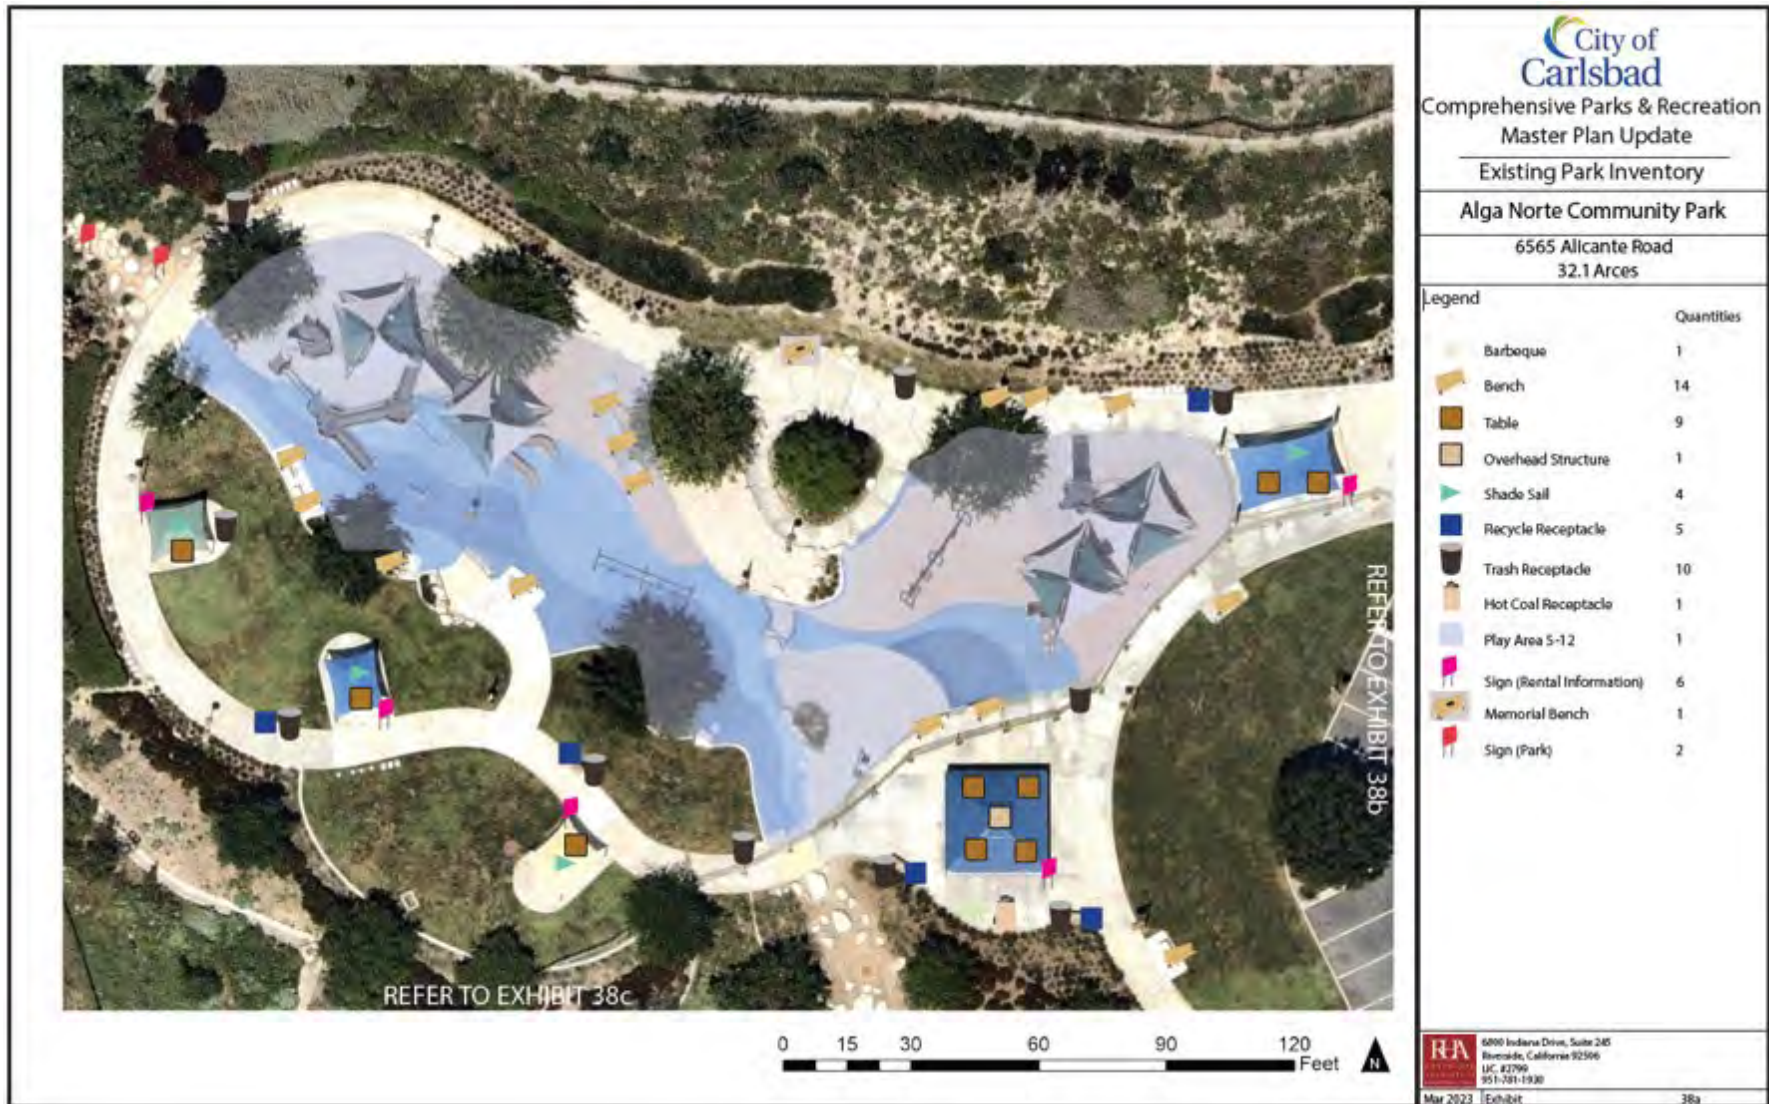 City of
Carlsbad
Comprehensive Parks & Recreation
Master Plan Update
Existing Park Inventory
Alga Norte Community Park
6565 Alicante Road
32.1 Arces
Legend
Quantities
Barbeque 1
Bench 14
Table 9
Overhead Structure 1
Shade Sail 4
Recycle Receptacle 5
Trash Receptacle 10
Hot Coal Receptacle 1
Play Area 5-12 1
Sign (Rental Information) 6
Memorial Bench 1
Sign (Park) 2
REFER TO EXHIBIT 38b
REFER TO EXHIBIT 38c
0 15 30 60 90 120
Feet
N
RHA
6800 Indiana Drive, Suite 245
Riverside, California 92506
LIC. #2799
951-781-1930
Mar 2023 Exhibit 38a